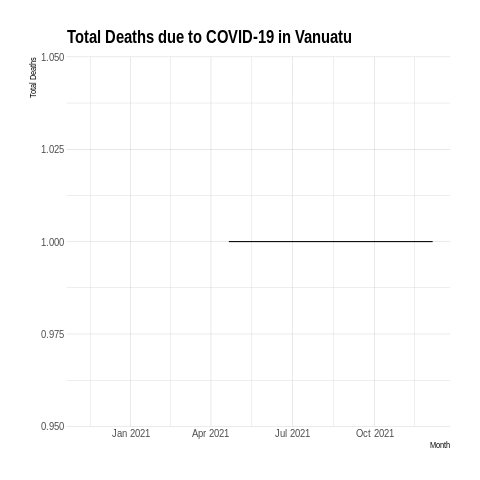 Total Deaths due to COVID-19 in Vanuatu
Total Deaths
1.050
1.025
1.000
0.975
0.950
Jan 2021 Apr 2021 Jul 2021 Oct 2021
Month